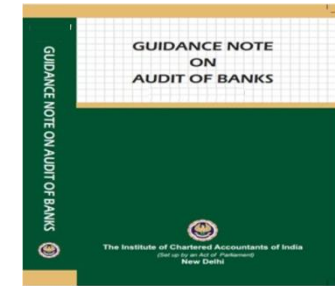 GUIDANCE NOTE
ON
AUDIT OF BANKS
GUIDANCE NOTE ON AUDIT OF BANKS
The Institute of Chartered Accountants of India
(Set up by an Act of Parliament)
New Delhi